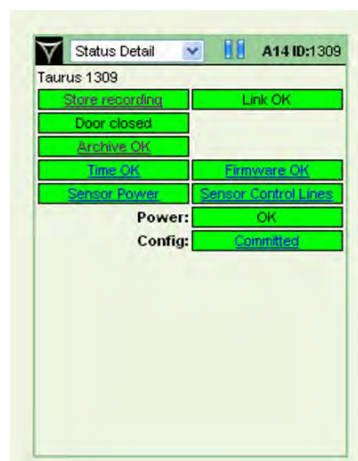 Status Detail A14 ID:1309
Taurus 1309
Store recording Link OK
Door closed
Archive OK
Time OK Firmware OK
Sensor Power Sensor Control Lines
Power: OK
Config: Committed